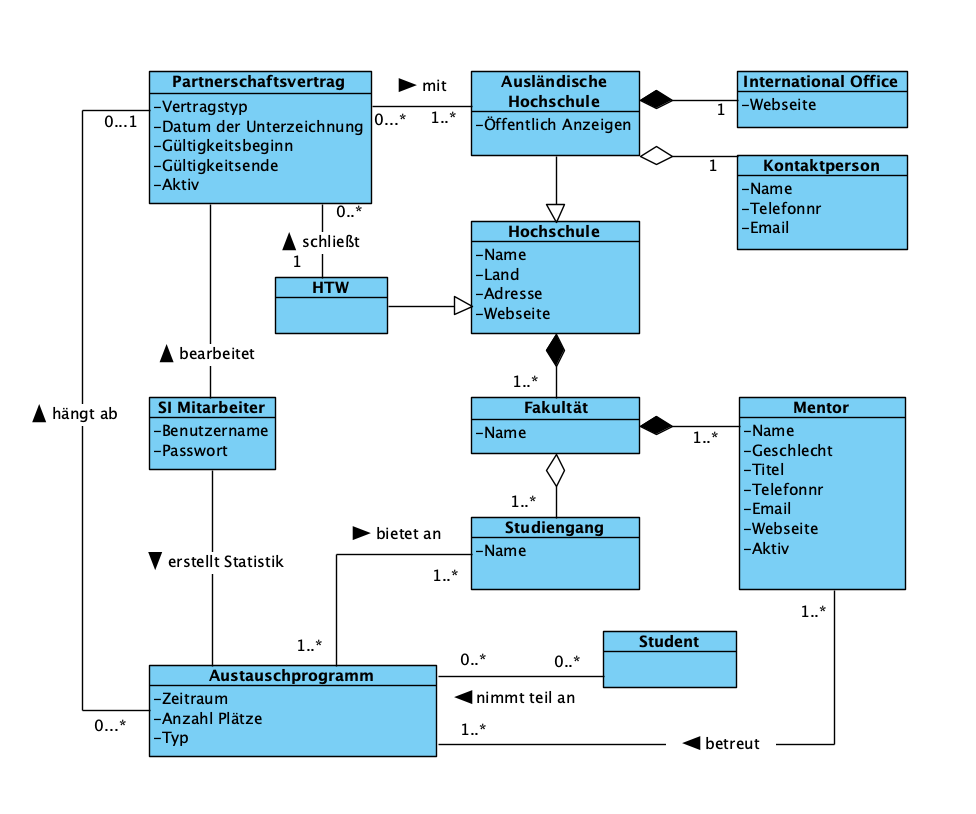 Partnerschaftsvertrag
-Vertragstyp
-Datum der Unterzeichnung
-Gültigkeitsbeginn
-Gültigkeitsende
-Aktiv
mit
0...*
1..*
Ausländische
Hochschule
-Öffentlich Anzeigen
International Office
-Webseite
1
Kontaktperson
-Name
-Telefonnr
-Email
1
0...1
0..*
schließt
1
HTW
Hochschule
-Name
-Land
-Adresse
-Webseite
bearbeitet
1..*
hängt ab
SI Mitarbeiter
-Benutzername
-Passwort
Fakultät
-Name
1..*
Mentor
-Name
-Geschlecht
-Titel
-Telefonnr
-Email
-Webseite
-Aktiv
1..*
Studiengang
-Name
bietet an
1..*
erstellt Statistik
1..*
1..*
Student
0..*
0..*
nimmt teil an
Austauschprogramm
-Zeitraum
-Anzahl Plätze
-Typ
0...*
1..*
betreut